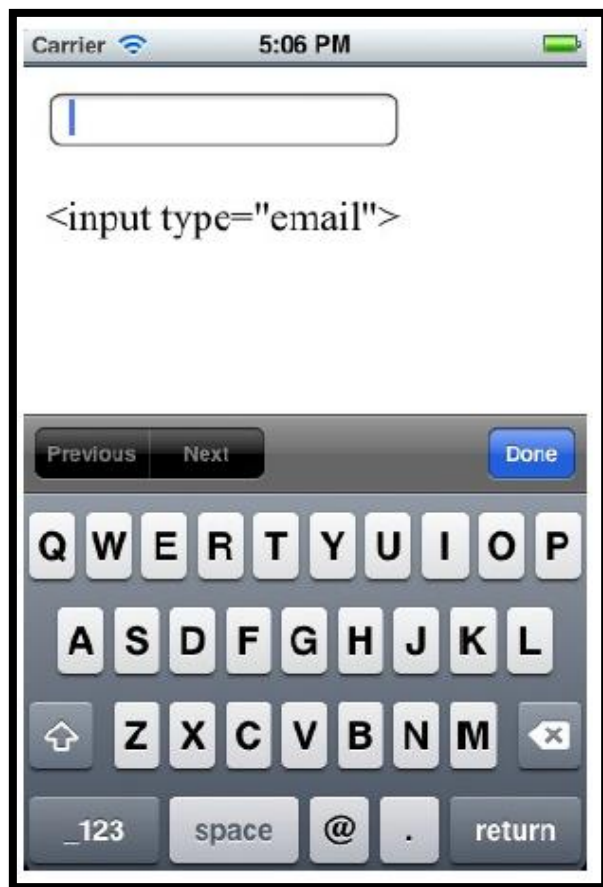 Carrier 5:06 PM
<input type="email">
Previous Next Done
Q W E R T Y U I O P
A S D F G H J K L
Z X C V B N M
_123 space @ . return